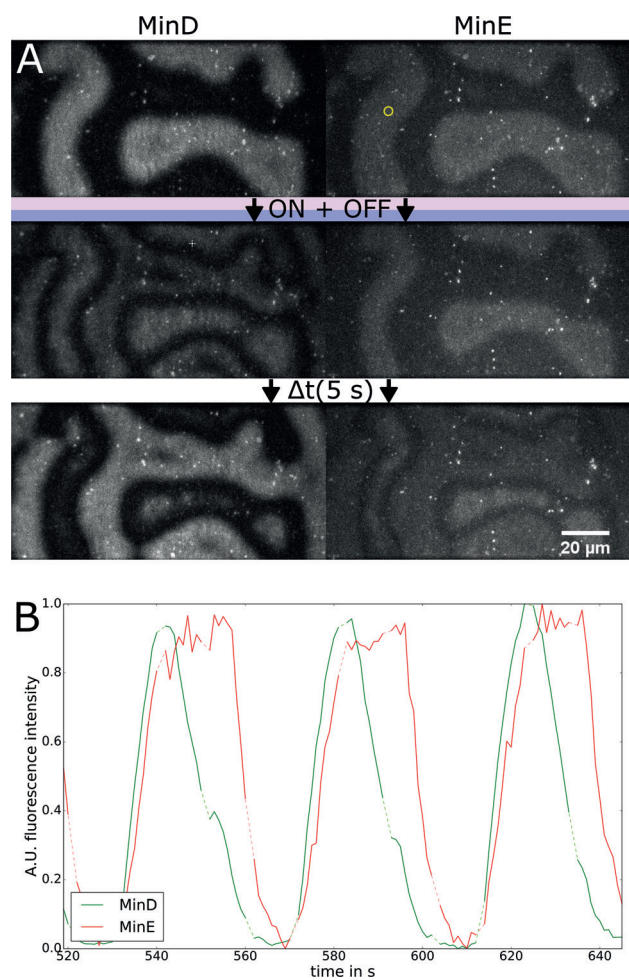 MinD MinE
A
ON + OFF
Δt(5 s)
20 µm
B
A.U. fluorescence intensity
1.0
0.8
0.6
0.4
0.2
0.0
MinD
MinE
520 540 560 580 600 620 640
time in s